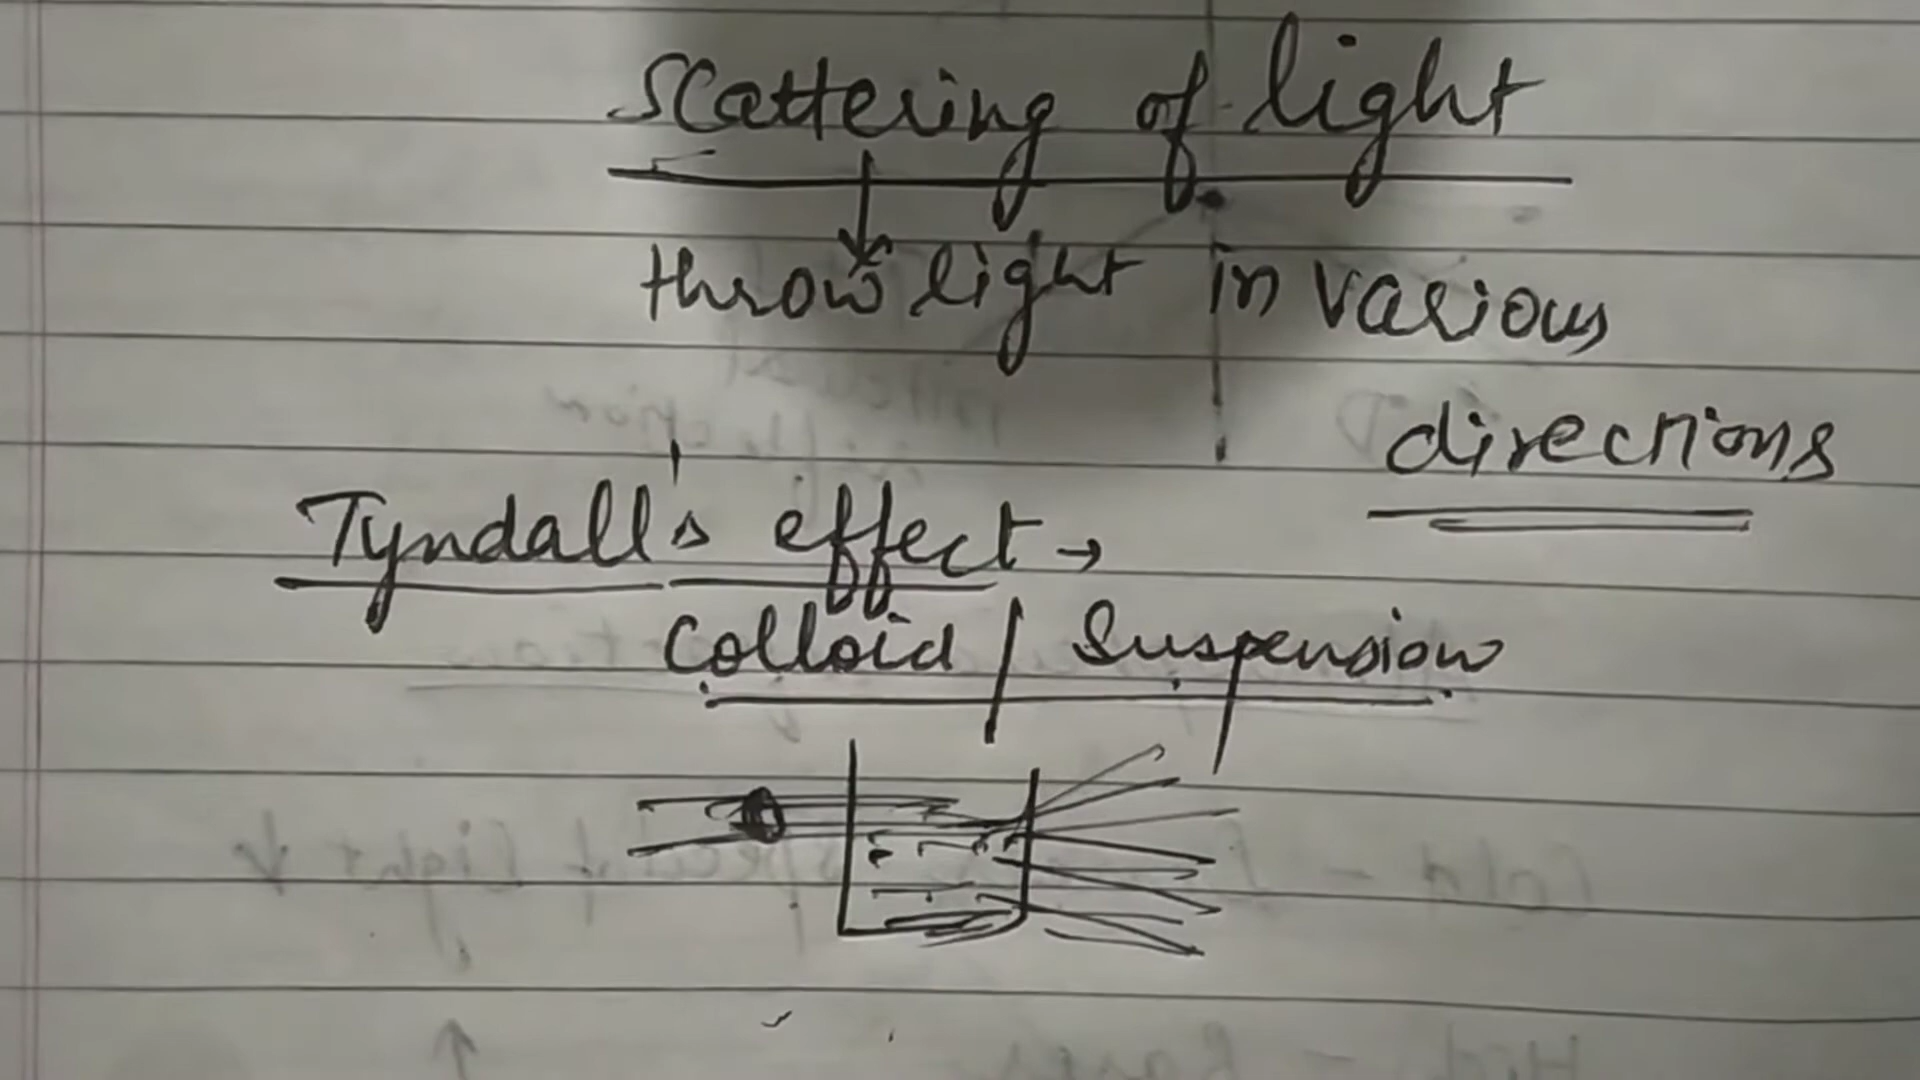 Scattering of light
throw light in various
directions
Tyndall's effect →
Colloid / Suspension